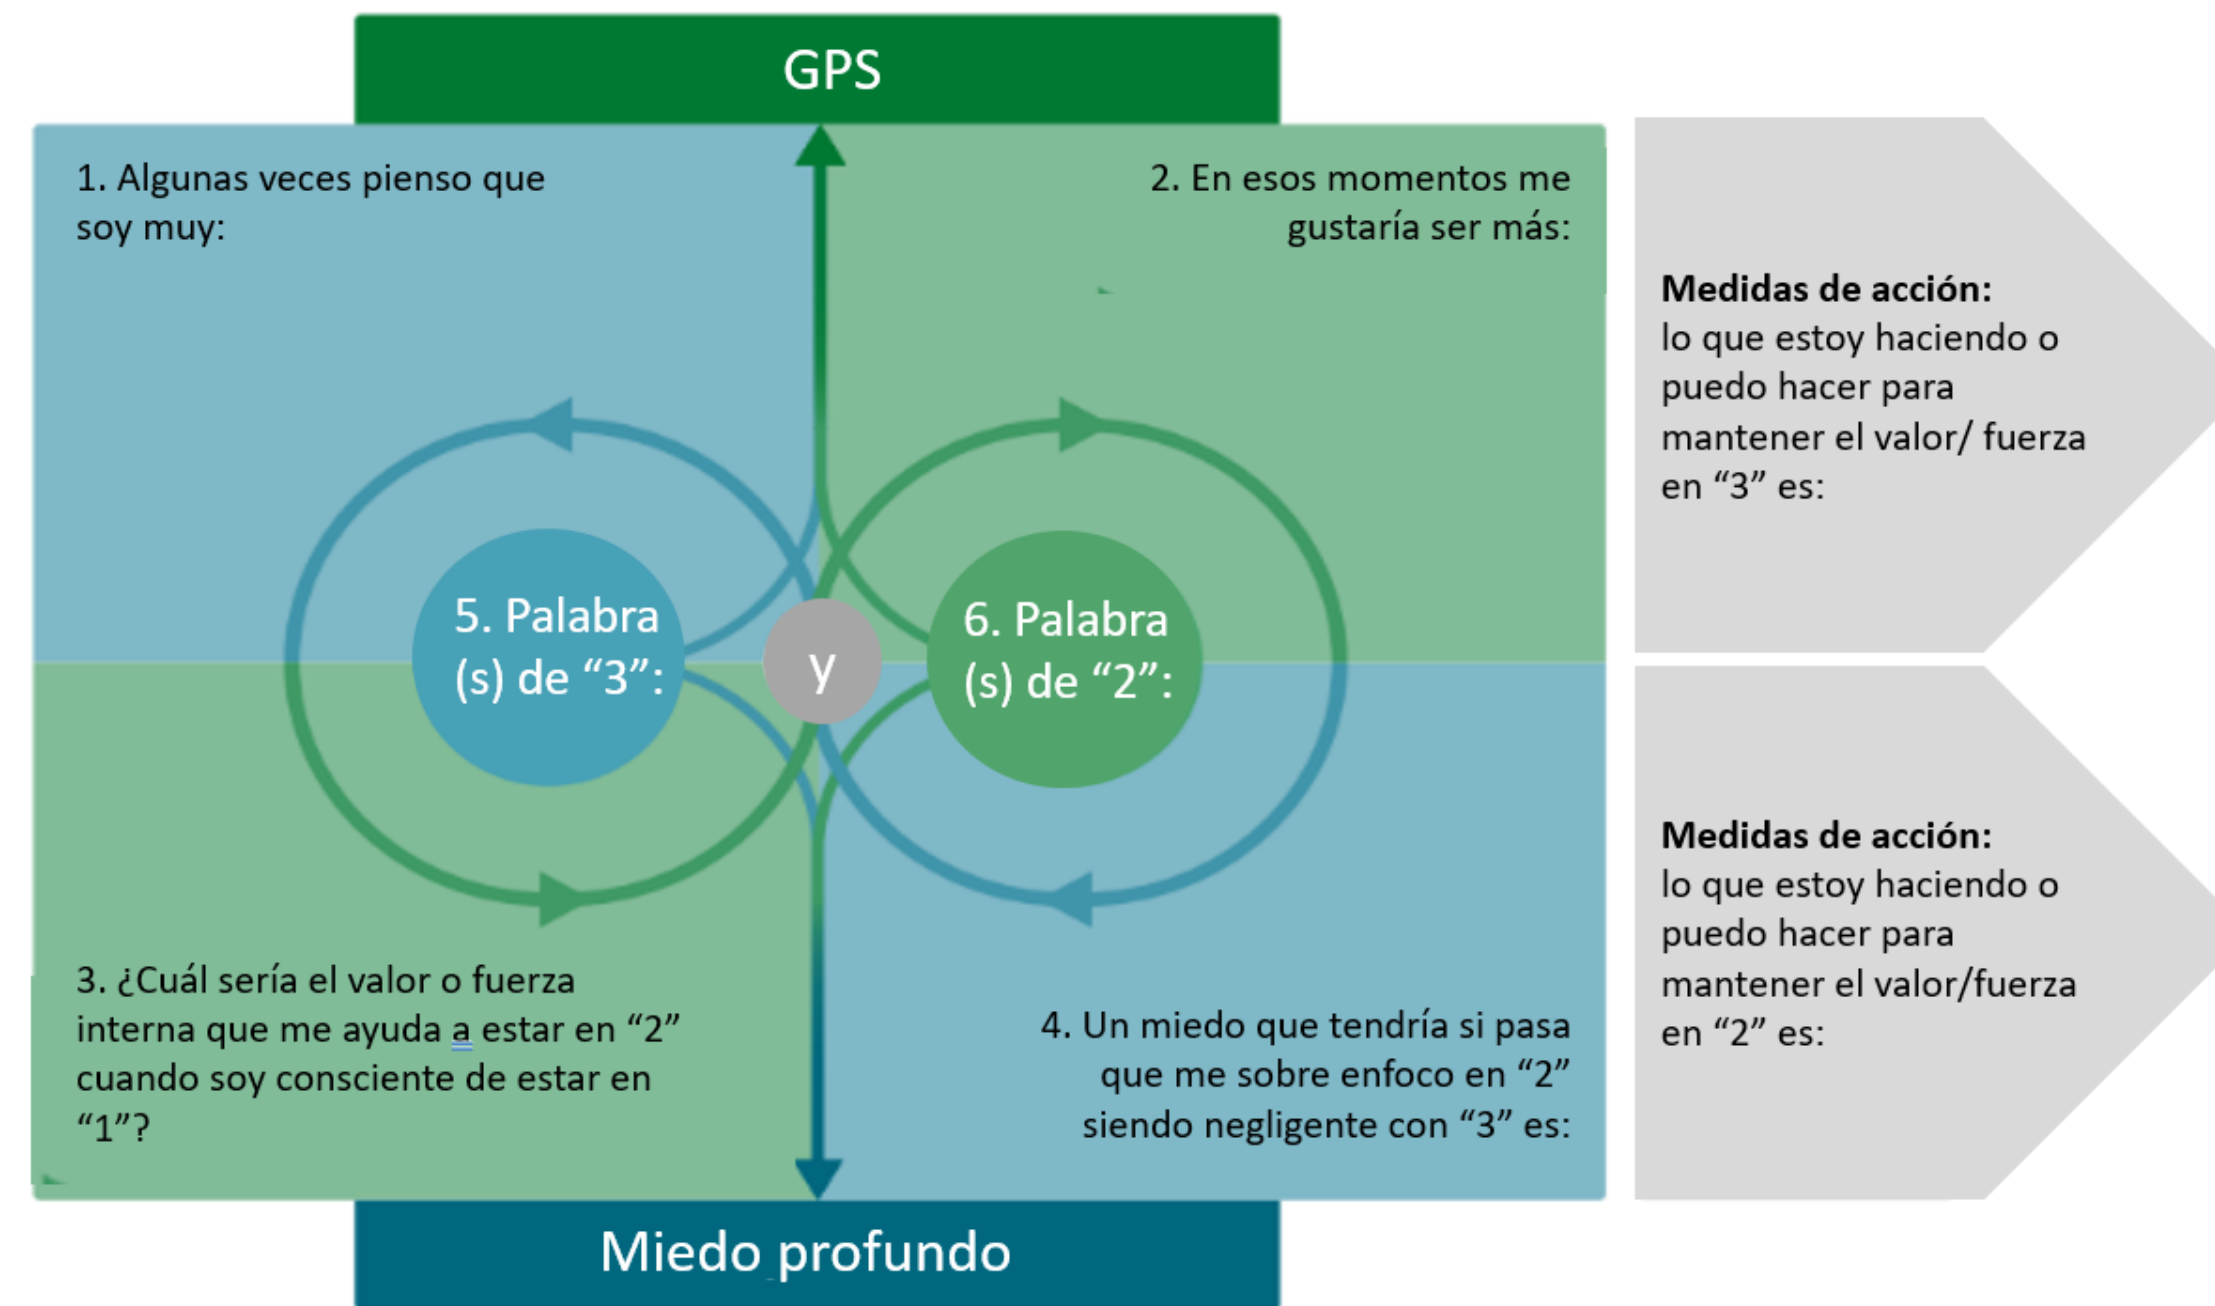 GPS
1. Algunas veces pienso que
soy muy:
2. En esos momentos me
gustaría ser más:
5. Palabra
(s) de “3”:
y
6. Palabra
(s) de “2”:
3. ¿Cuál sería el valor o fuerza
interna que me ayuda a estar en “2”
cuando soy consciente de estar en
“1”?
4. Un miedo que tendría si pasa
que me sobre enfoco en “2”
siendo negligente con “3” es:
Miedo profundo
Medidas de acción:
lo que estoy haciendo o
puedo hacer para
mantener el valor/ fuerza
en “3” es:
Medidas de acción:
lo que estoy haciendo o
puedo hacer para
mantener el valor/fuerza
en “2” es: